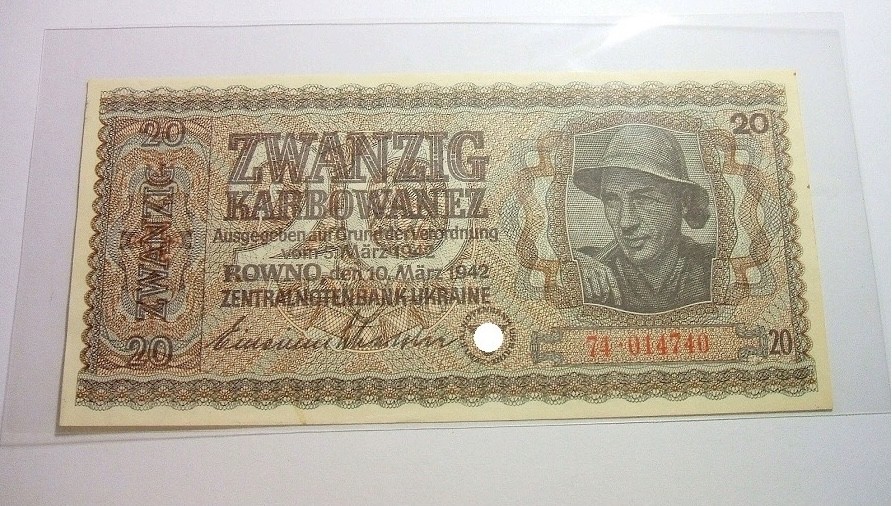 20
ZWANZIG
20
ZWANZIG
KARBOWANEZ
Ausgegeben auf Grund der Verordnung
vom 5. März 1942
ROWNO, den 10. März 1942
ZENTRALNOTENBANK UKRAINE
20
74·014740
20